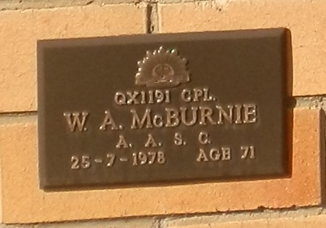 QX1191 CPL.
W. A. McBURNIE
A. A. S. C.
25-7-1978 AGE 71